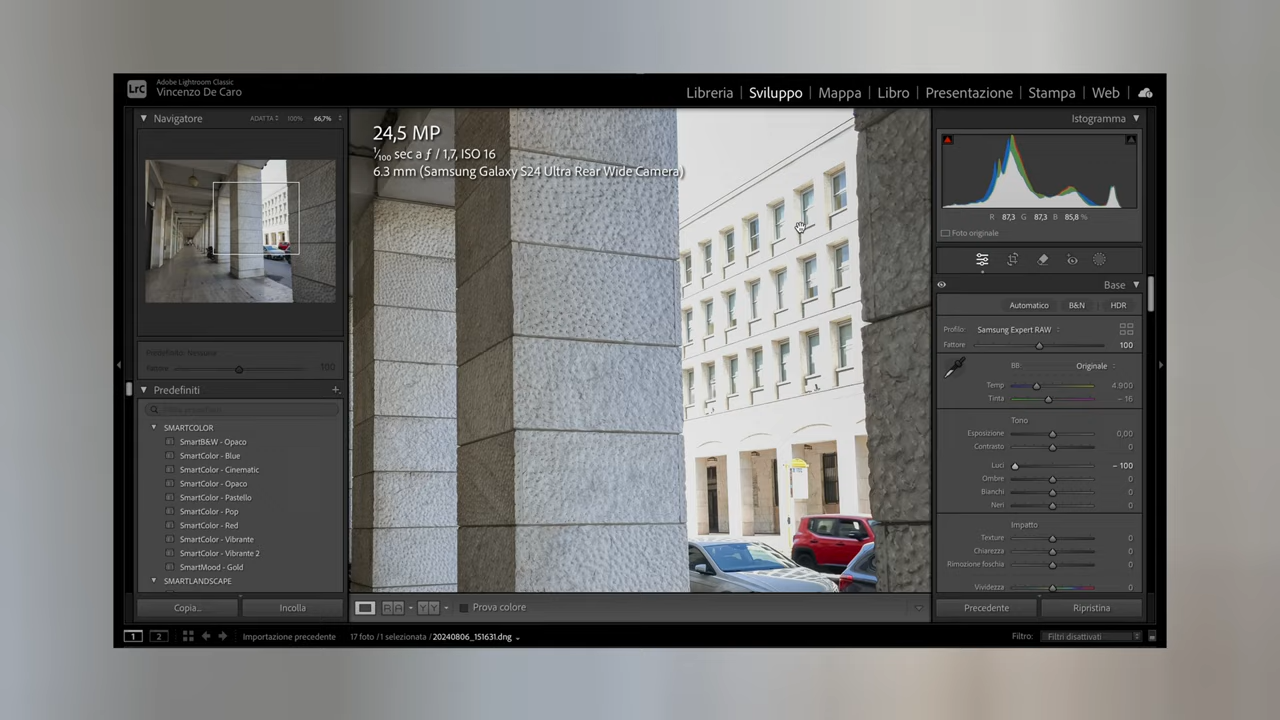 Adobe Lightroom Classic
Vincenzo De Caro
Libreria | Sviluppo | Mappa | Libro | Presentazione | Stampa | Web
Navigatore ADATTA 100% 66,7%
24,5 MP
1/100 sec a ƒ / 1,7, ISO 16
6.3 mm (Samsung Galaxy S24 Ultra Rear Wide Camera)
Predefinito: Nessuno
Fattore 100
Predefiniti
SMARTCOLOR
SmartB&W - Opaco
SmartColor - Blue
SmartColor - Cinematic
SmartColor - Opaco
SmartColor - Pastello
SmartColor - Pop
SmartColor - Red
SmartColor - Vibrante
SmartColor - Vibrante 2
SmartMood - Gold
SMARTLANDSCAPE
Copia... Incolla
Prova colore
Istogramma
R 87,3 G 87,3 B 85,8 %
Foto originale
Base
Automatico B&N HDR
Profilo: Samsung Expert RAW
Fattore 100
BB: Originale
Temp 4.900
Tinta - 16
Tono
Esposizione 0,00
Contrasto 0
Luci - 100
Ombre 0
Bianchi 0
Neri 0
Impatto
Texture 0
Chiarezza 0
Rimozione foschia 0
Vividezza 0
Precedente Ripristina
1 2 Importazione precedente 17 foto / 1 selezionata / 20240806_151631.dng Filtro: Filtri disattivati